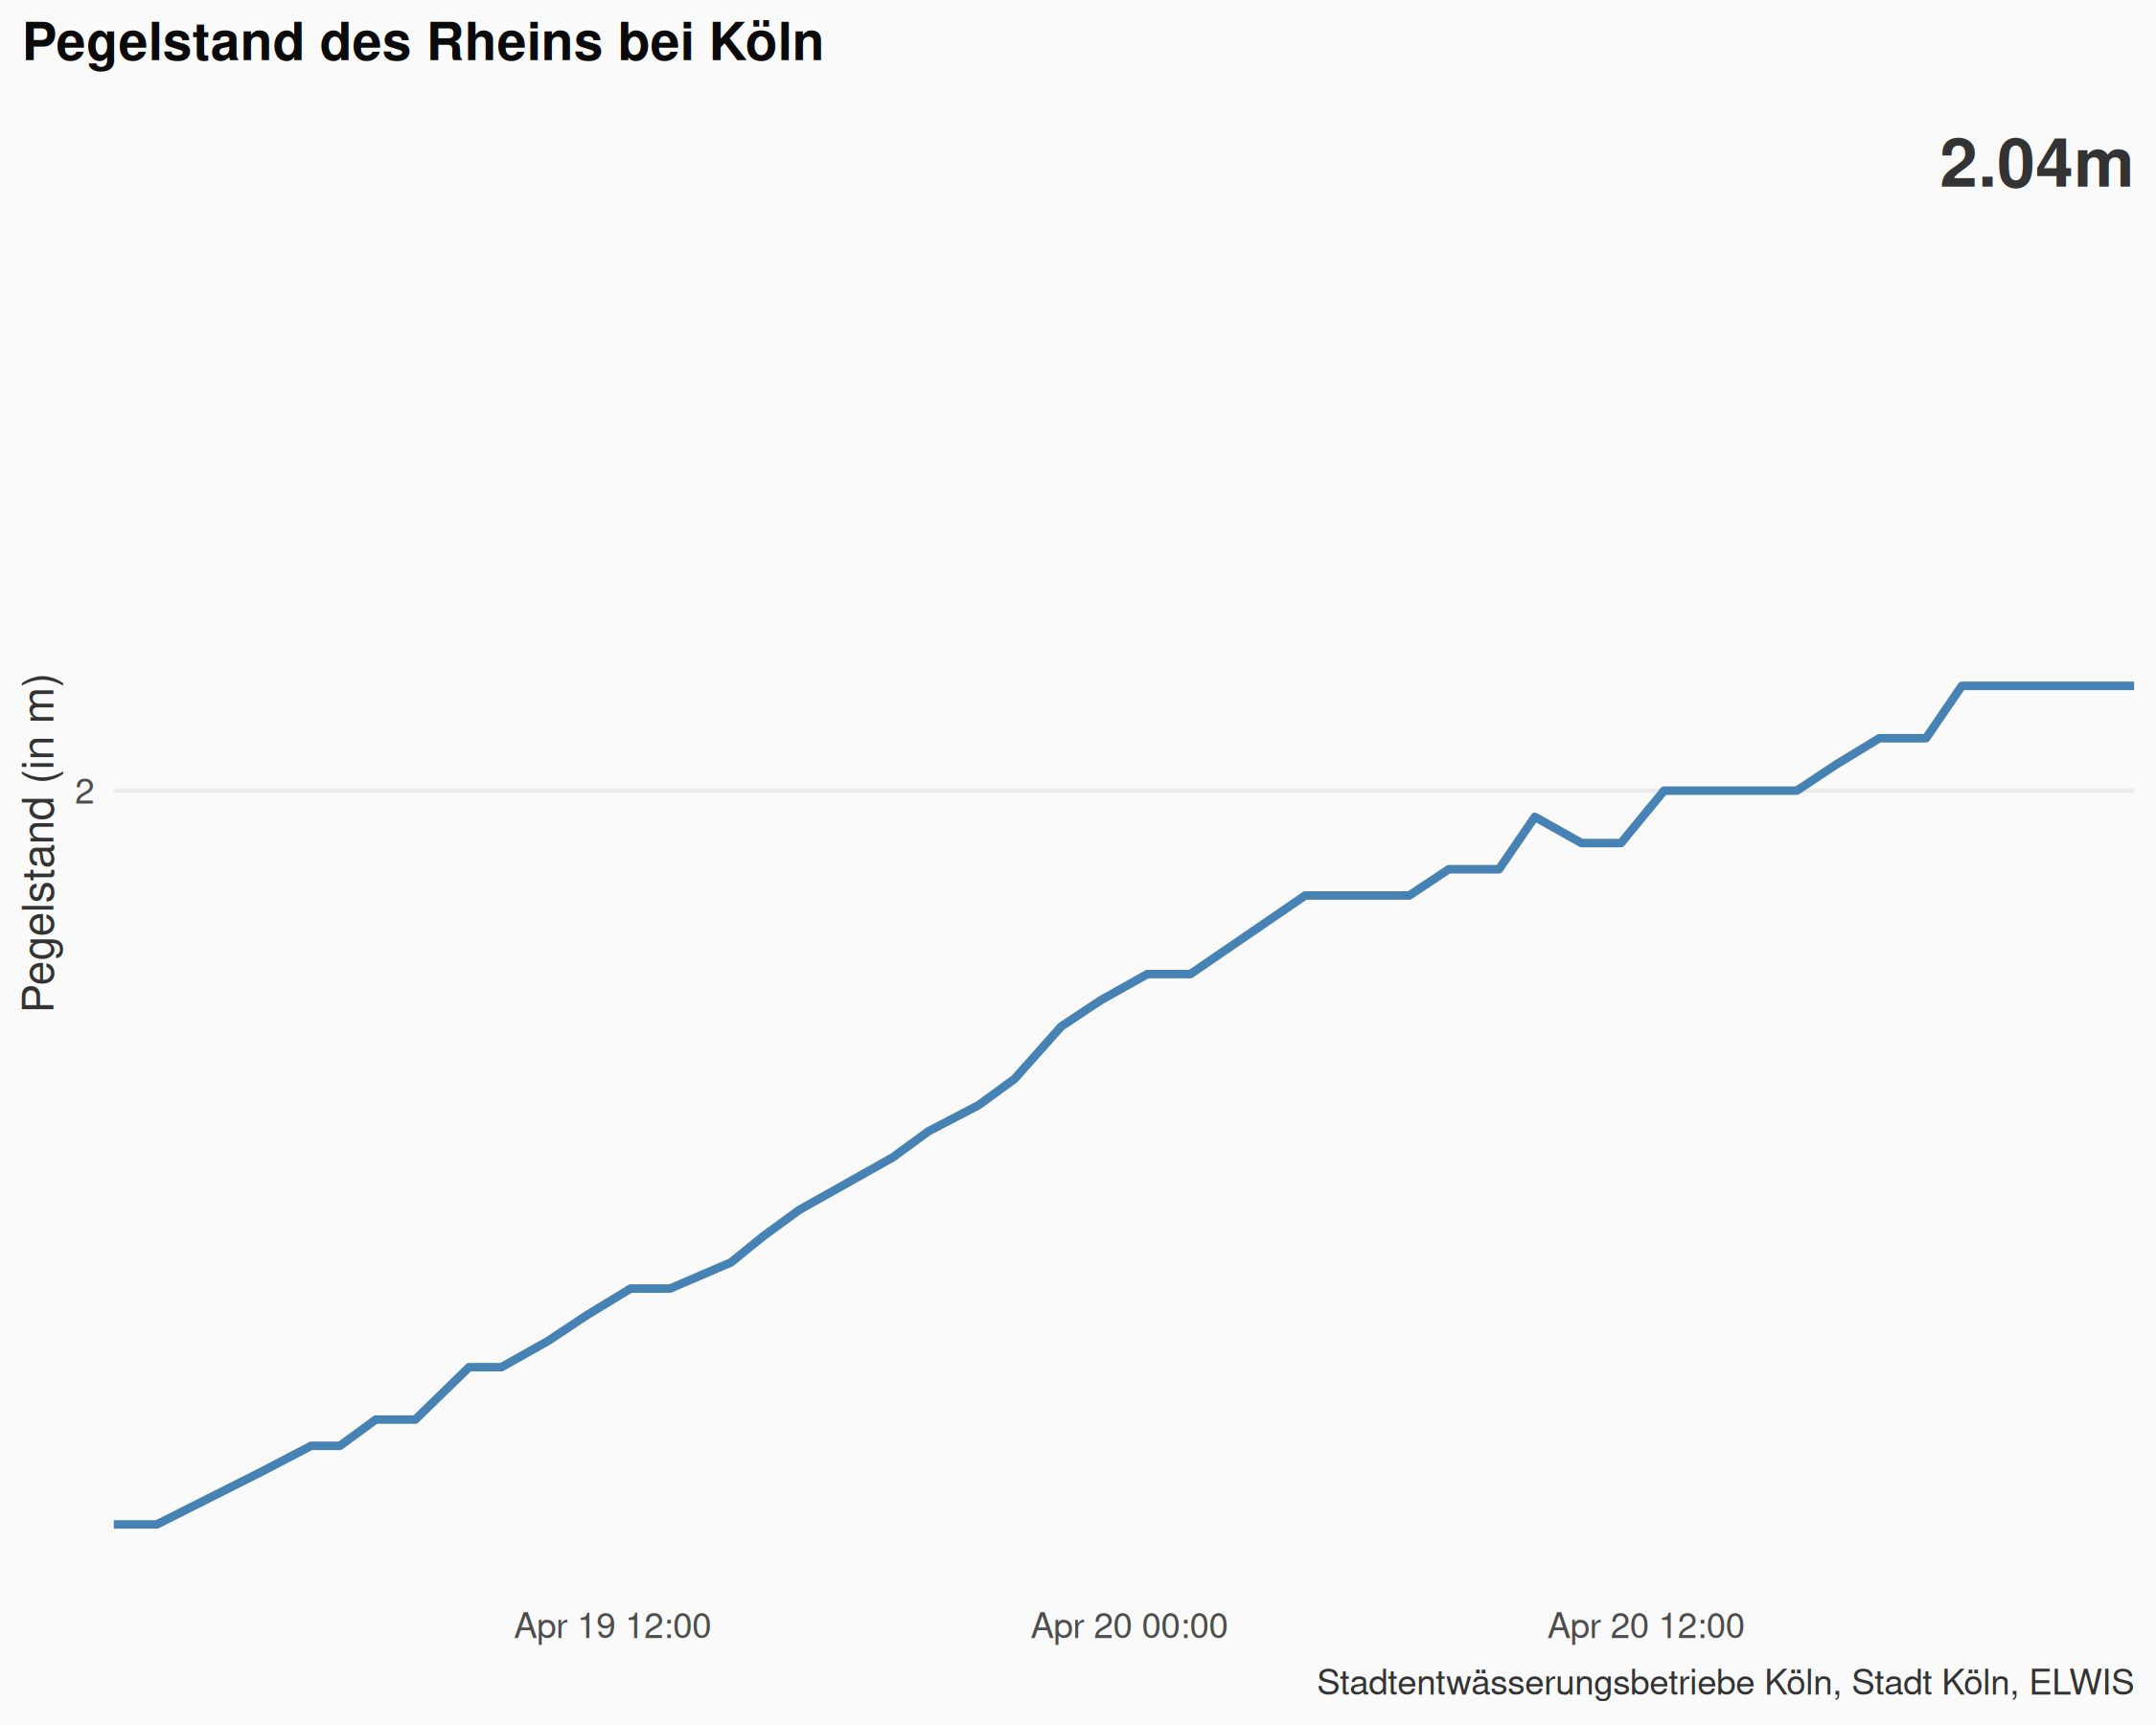 Pegelstand des Rheins bei Köln
2.04m
Pegelstand (in m)
2
Apr 19 12:00
Apr 20 00:00
Apr 20 12:00
Stadtentwässerungsbetriebe Köln, Stadt Köln, ELWIS